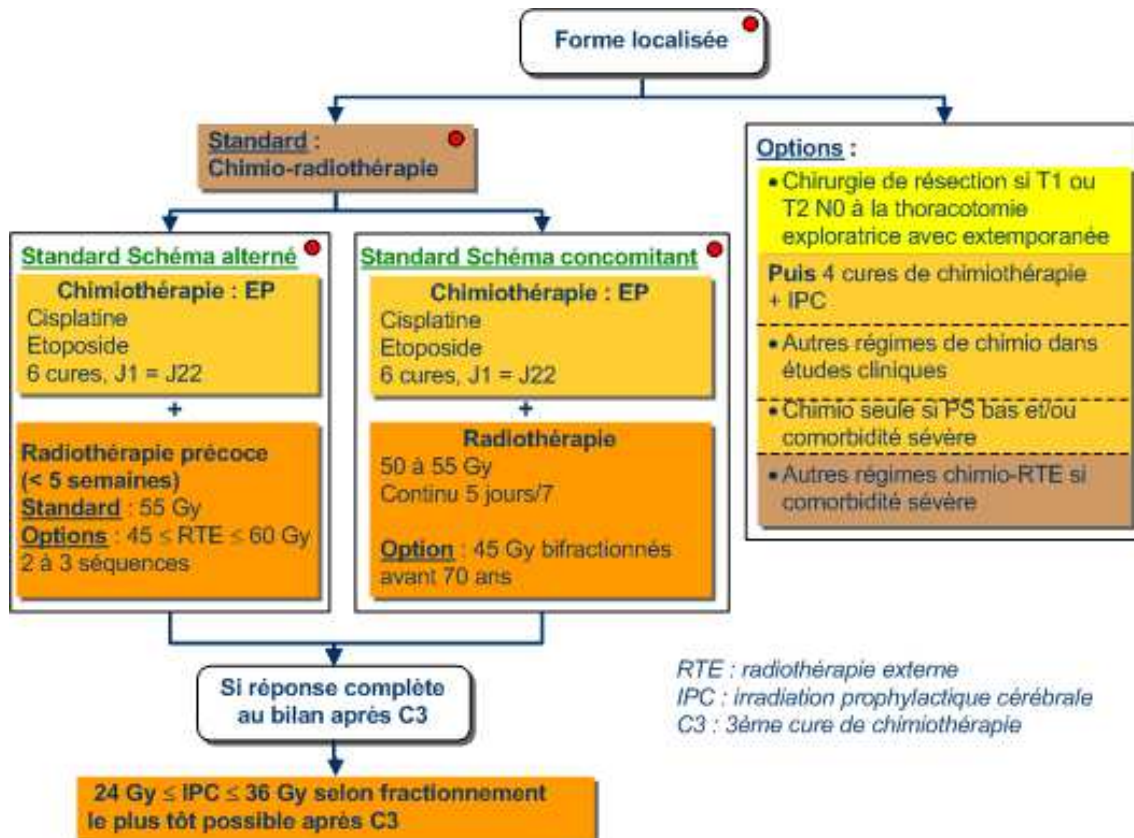 Forme localisée
Standard :
Chimio-radiothérapie
Standard Schéma alterné
Chimiothérapie : EP
Cisplatine
Etoposide
6 cures, J1 = J22
+
Radiothérapie précoce
(< 5 semaines)
Standard : 55 Gy
Options : 45 ≤ RTE ≤ 60 Gy
2 à 3 séquences
Standard Schéma concomitant
Chimiothérapie : EP
Cisplatine
Etoposide
6 cures, J1 = J22
+
Radiothérapie
50 à 55 Gy
Continu 5 jours/7
Option : 45 Gy bifractionnés
avant 70 ans
Options :
• Chirurgie de résection si T1 ou
T2 N0 à la thoracotomie
exploratrice avec extemporanée
Puis 4 cures de chimiothérapie
+ IPC
• Autres régimes de chimio dans
études cliniques
• Chimio seule si PS bas et/ou
comorbidité sévère
• Autres régimes chimio-RTE si
comorbidité sévère
Si réponse complète
au bilan après C3
24 Gy ≤ IPC ≤ 36 Gy selon fractionnement
le plus tôt possible après C3
RTE : radiothérapie externe
IPC : irradiation prophylactique cérébrale
C3 : 3ème cure de chimiothérapie